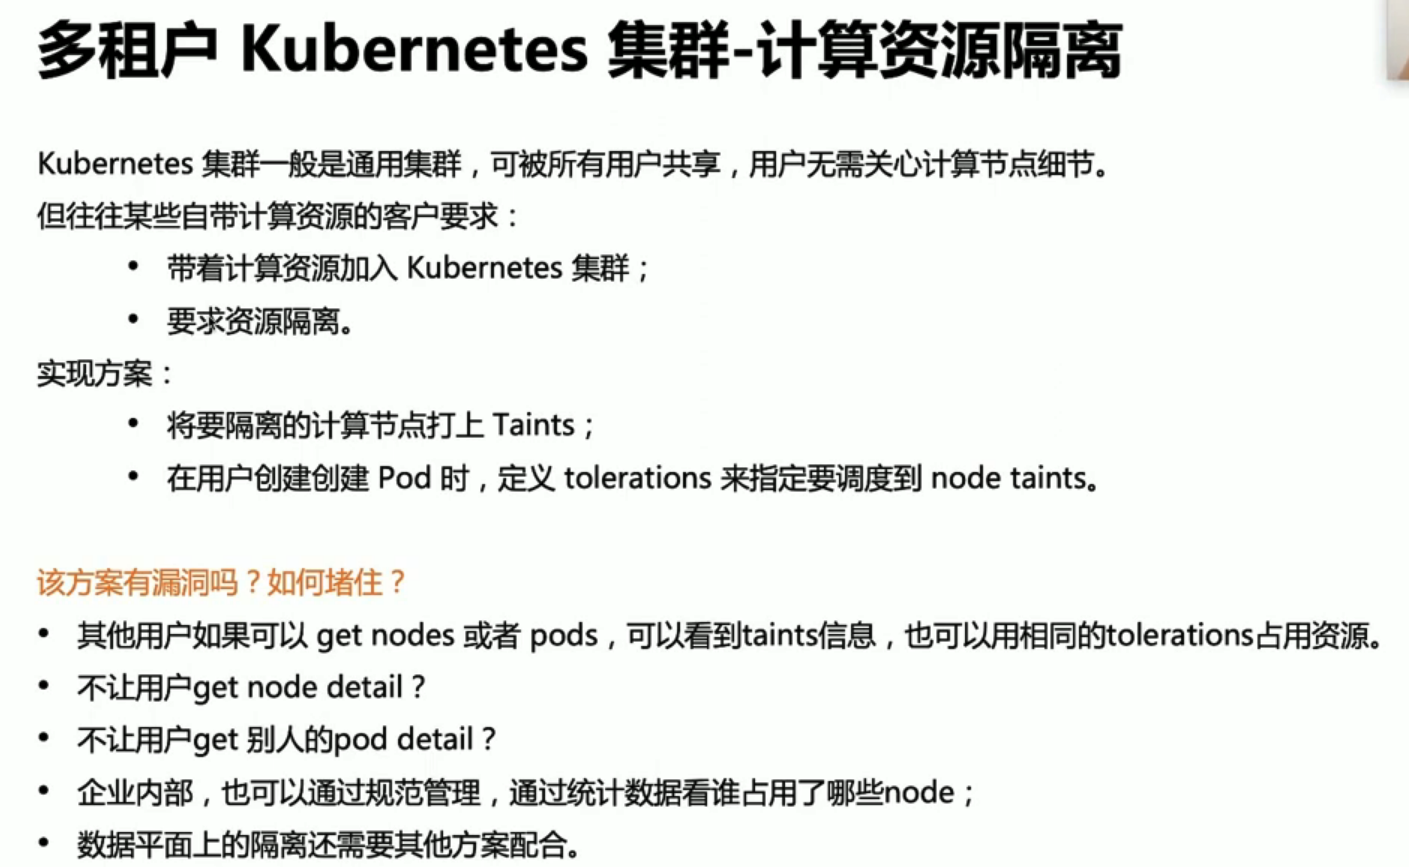 多租户 Kubernetes 集群-计算资源隔离
Kubernetes 集群一般是通用集群，可被所有用户共享，用户无需关心计算节点细节。
但往往某些自带计算资源的客户要求：
• 带着计算资源加入 Kubernetes 集群；
• 要求资源隔离。
实现方案：
• 将要隔离的计算节点打上 Taints；
• 在用户创建创建 Pod 时，定义 tolerations 来指定要调度到 node taints。
该方案有漏洞吗？如何堵住？
• 其他用户如果可以 get nodes 或者 pods，可以看到taints信息，也可以用相同的tolerations占用资源。
• 不让用户get node detail？
• 不让用户get 别人的pod detail？
• 企业内部，也可以通过规范管理，通过统计数据看谁占用了哪些node；
• 数据平面上的隔离还需要其他方案配合。